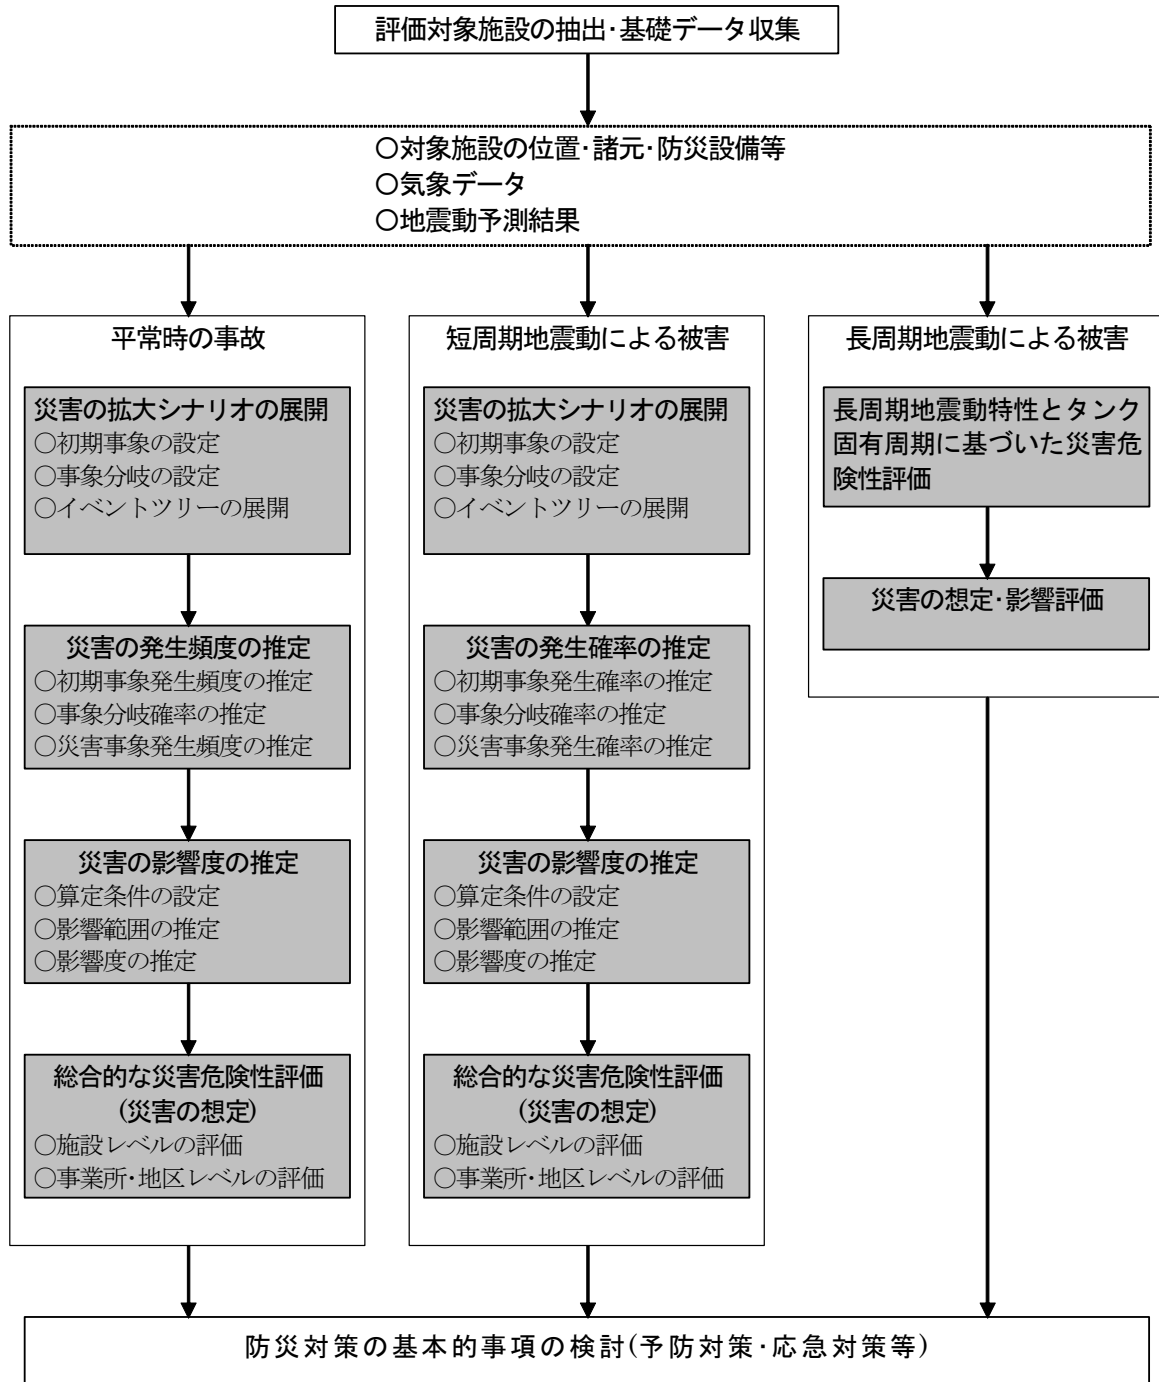 評価対象施設の抽出・基礎データ収集
○対象施設の位置・諸元・防災設備等
○気象データ
○地震動予測結果
平常時の事故
災害の拡大シナリオの展開
○初期事象の設定
○事象分岐の設定
○イベントツリーの展開
災害の発生頻度の推定
○初期事象発生頻度の推定
○事象分岐確率の推定
○災害事象発生頻度の推定
災害の影響度の推定
○算定条件の設定
○影響範囲の推定
○影響度の推定
総合的な災害危険性評価
(災害の想定)
○施設レベルの評価
○事業所・地区レベルの評価
短周期地震動による被害
災害の拡大シナリオの展開
○初期事象の設定
○事象分岐の設定
○イベントツリーの展開
災害の発生確率の推定
○初期事象発生確率の推定
○事象分岐確率の推定
○災害事象発生確率の推定
災害の影響度の推定
○算定条件の設定
○影響範囲の推定
○影響度の推定
総合的な災害危険性評価
(災害の想定)
○施設レベルの評価
○事業所・地区レベルの評価
長周期地震動による被害
長周期地震動特性とタンク
固有周期に基づいた災害危
険性評価
災害の想定・影響評価
防災対策の基本的事項の検討(予防対策・応急対策等)